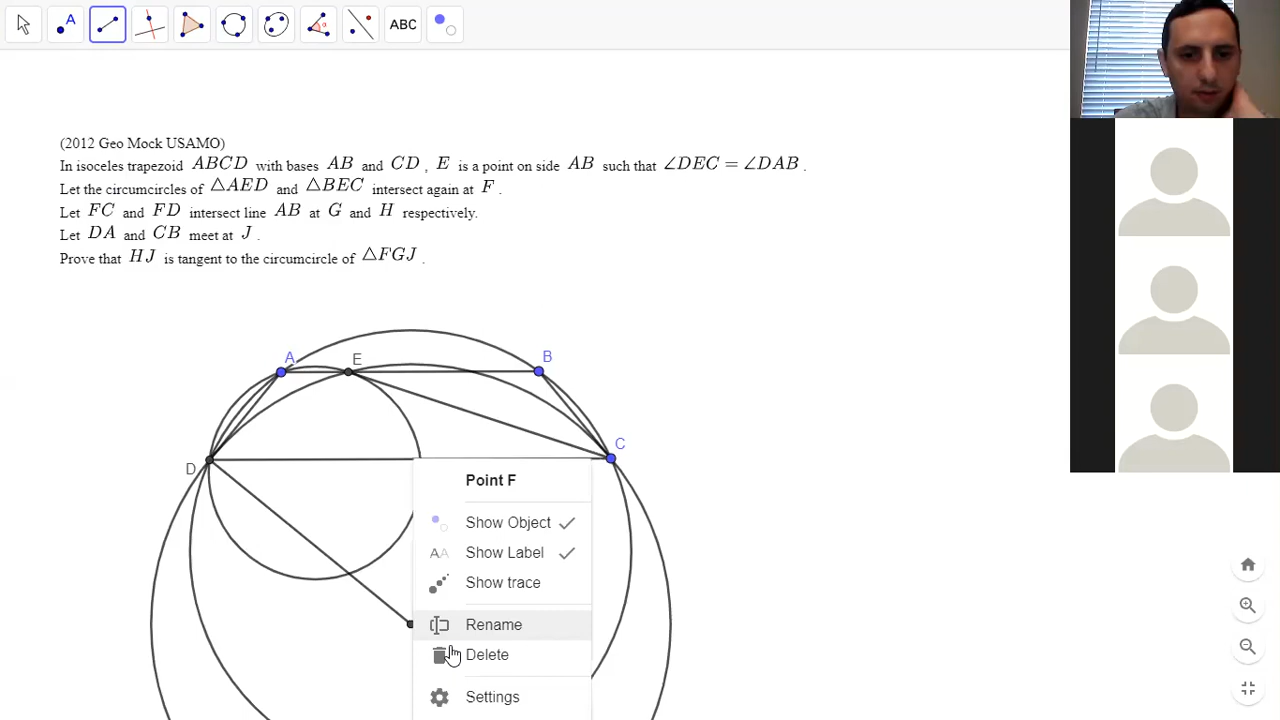 ABC
(2012 Geo Mock USAMO)
In isoceles trapezoid ABCD with bases AB and CD , E is a point on side AB such that ∠DEC = ∠DAB .
Let the circumcircles of △AED and △BEC intersect again at F .
Let FC and FD intersect line AB at G and H respectively.
Let DA and CB meet at J .
Prove that HJ is tangent to the circumcircle of △FGJ .
A
E
B
C
D
Point F
Show Object
AA Show Label
Show trace
Rename
Delete
Settings